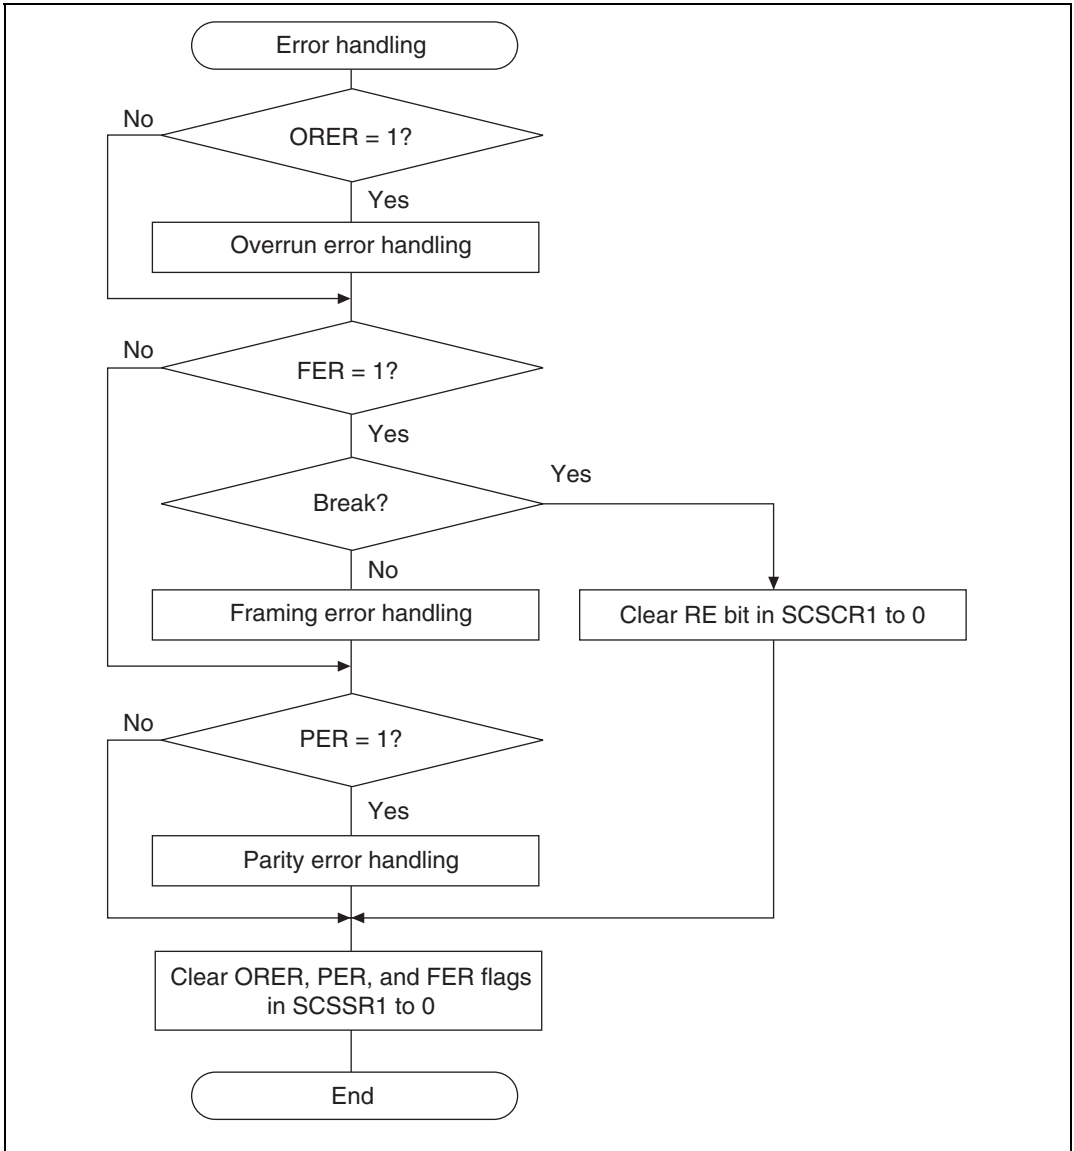 Error handling
No
ORER = 1?
Yes
Overrun error handling
No
FER = 1?
Yes
Yes
Break?
No
Framing error handling
Clear RE bit in SCSCR1 to 0
No
PER = 1?
Yes
Parity error handling
Clear ORER, PER, and FER flags
in SCSSR1 to 0
End